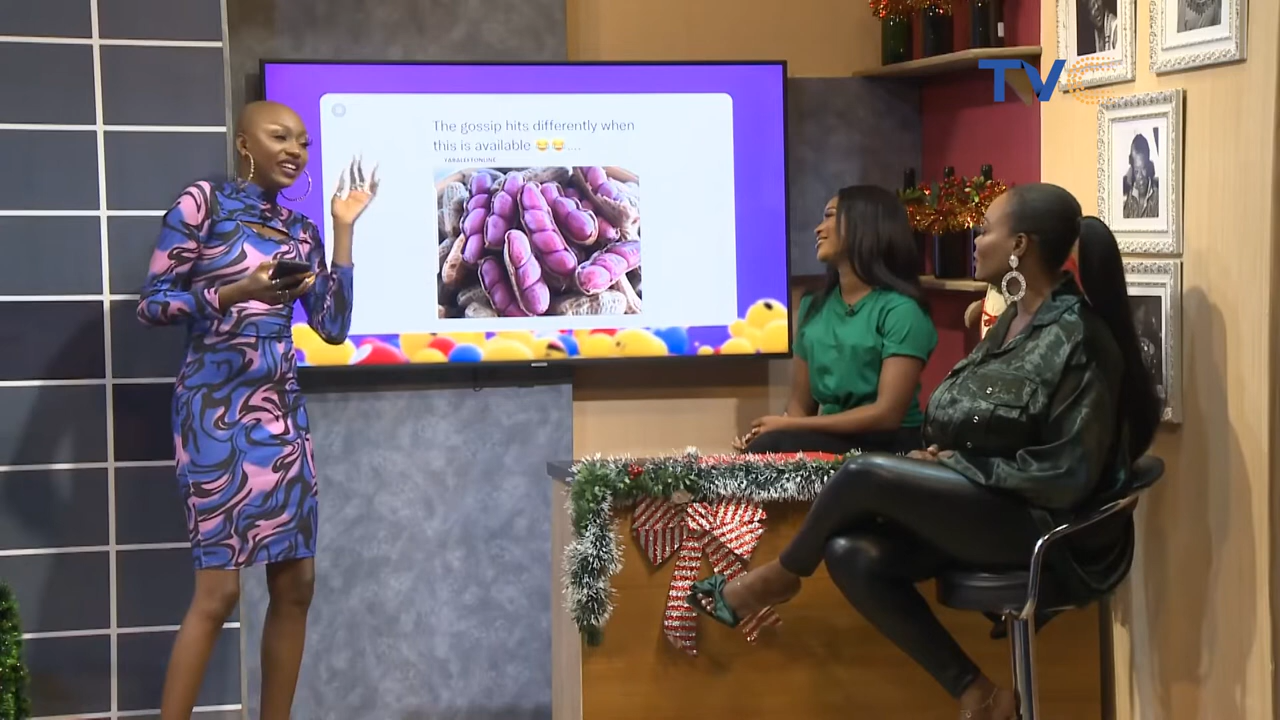 TVC
The gossip hits differently when
this is available 😂😂....